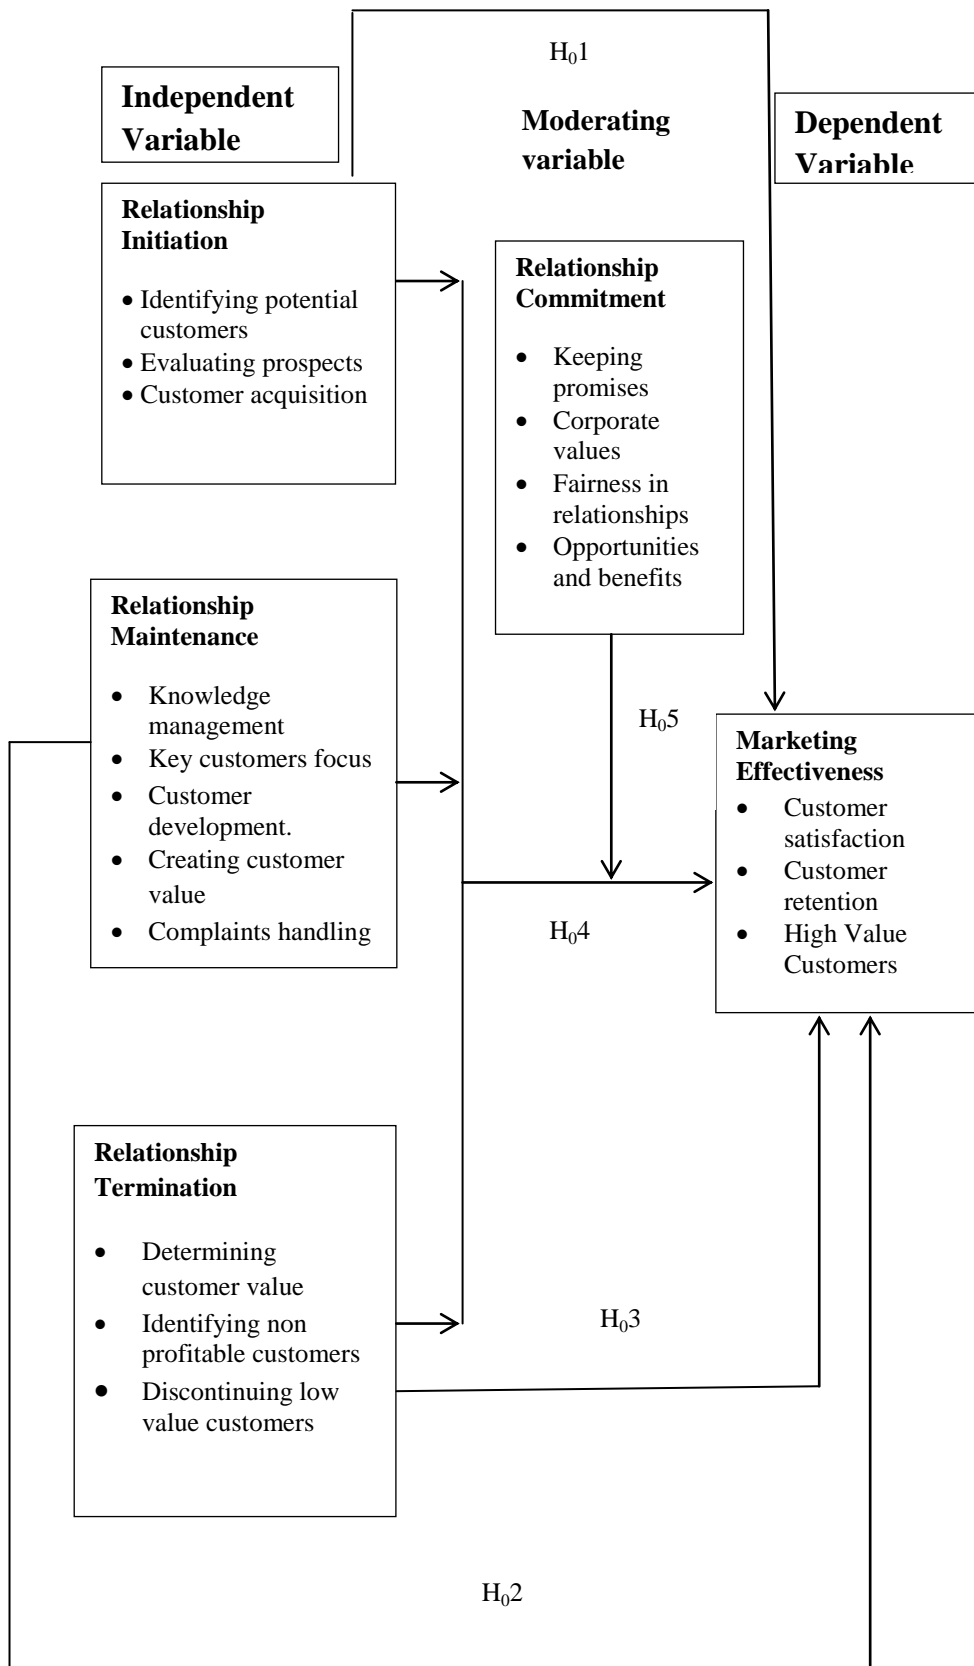 H₀1
Independent
Variable
Moderating
variable
Dependent
Variable
Relationship
Initiation
• Identifying potential
customers
• Evaluating prospects
• Customer acquisition
Relationship
Commitment
• Keeping
promises
• Corporate
values
• Fairness in
relationships
• Opportunities
and benefits
Relationship
Maintenance
• Knowledge
management
• Key customers focus
• Customer
development.
• Creating customer
value
• Complaints handling
H₀5
Marketing
Effectiveness
• Customer
satisfaction
• Customer
retention
• High Value
Customers
H₀4
Relationship
Termination
• Determining
customer value
• Identifying non
profitable customers
• Discontinuing low
value customers
H₀3
H₀2